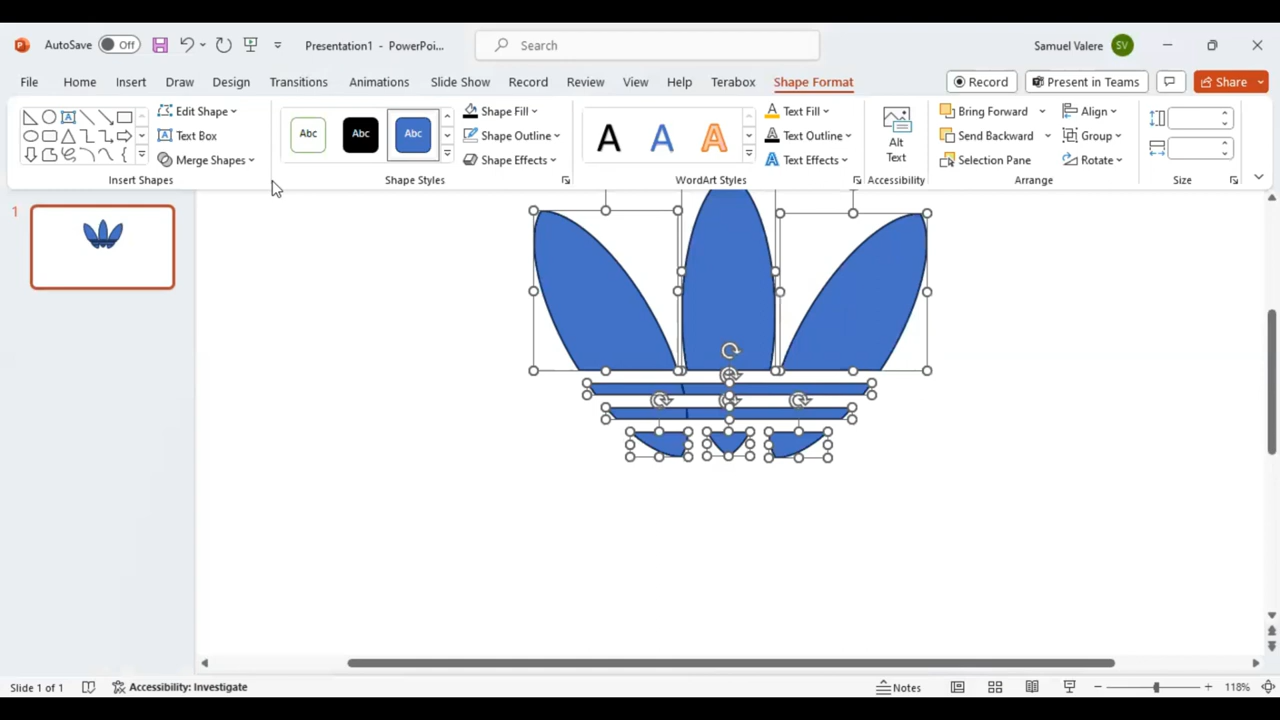 AutoSave Off Presentation1 - PowerPoi... Search Samuel Valere SV
File Home Insert Draw Design Transitions Animations Slide Show Record Review View Help Terabox Shape Format Record Present in Teams Share
Edit Shape Abc Abc Abc Shape Fill A A A Text Fill Bring Forward Align
Text Box Shape Outline Text Outline Alt Text Send Backward Group
Merge Shapes Shape Effects Text Effects Selection Pane Rotate
Insert Shapes Shape Styles WordArt Styles Accessibility Arrange Size
1
Slide 1 of 1 Accessibility: Investigate Notes 118%